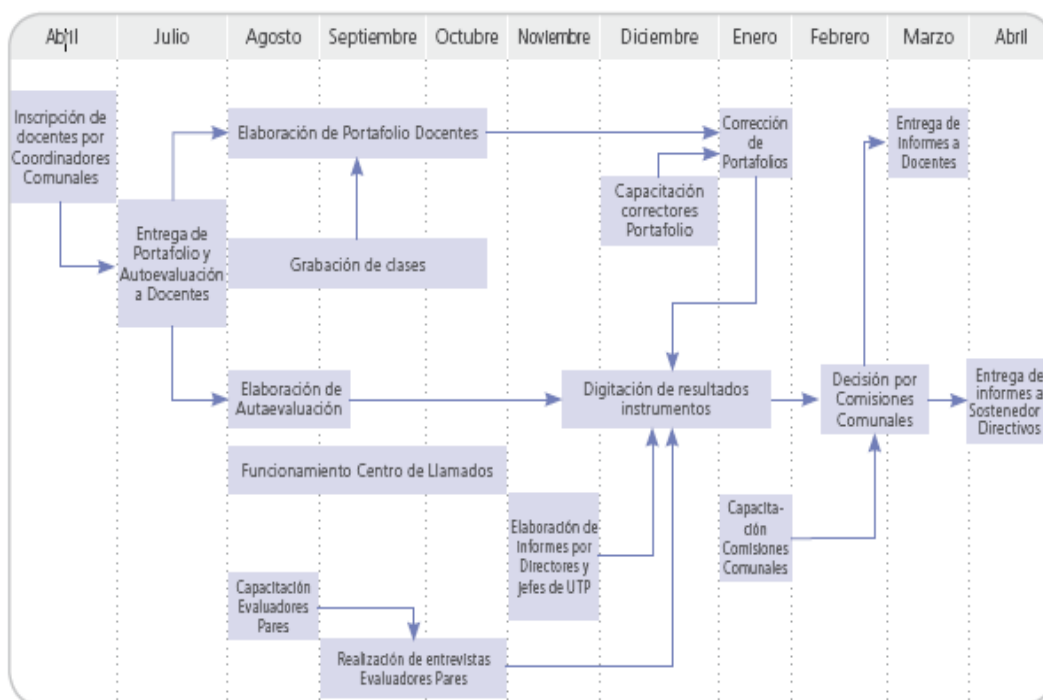 Abril
Julio
Agosto
Septiembre
Octubre
Noviembre
Diciembre
Enero
Febrero
Marzo
Abril
Inscripción de
docentes por
Coordinadores
Comunales
Elaboración de Portafolio Docentes
Corrección
de
Portafolios
Entrega de
Informes a
Docentes
Capacitación
correctores
Portafolio
Entrega de
Portafolio y
Autoevaluación
a Docentes
Grabación de clases
Elaboración de
Autaevaluación
Digitación de resultados
instrumentos
Decisión por
Comisiones
Comunales
Entrega de
informes a
Sostenedor
Directivos
Funcionamiento Centro de Llamados
Elaboración de
Informes por
Directores y
Jefes de UTP
Capacita-
ción
Comisiones
Comunales
Capacitación
Evaluadores
Pares
Realización de entrevistas
Evaluadores Pares